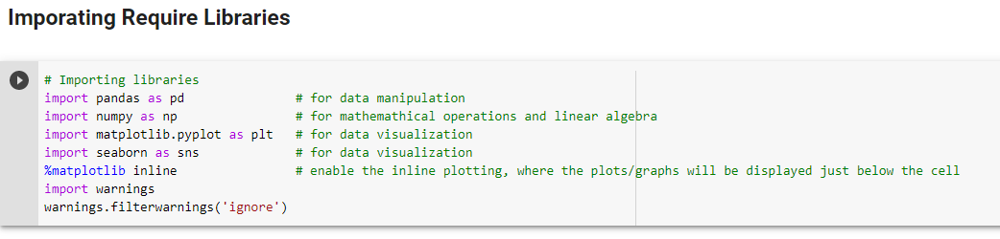 Imporating Require Libraries
# Importing libraries
import pandas as pd # for data manipulation
import numpy as np # for mathemathical operations and linear algebra
import matplotlib.pyplot as plt # for data visualization
import seaborn as sns # for data visualization
%matplotlib inline # enable the inline plotting, where the plots/graphs will be displayed just below the cell
import warnings
warnings.filterwarnings('ignore')